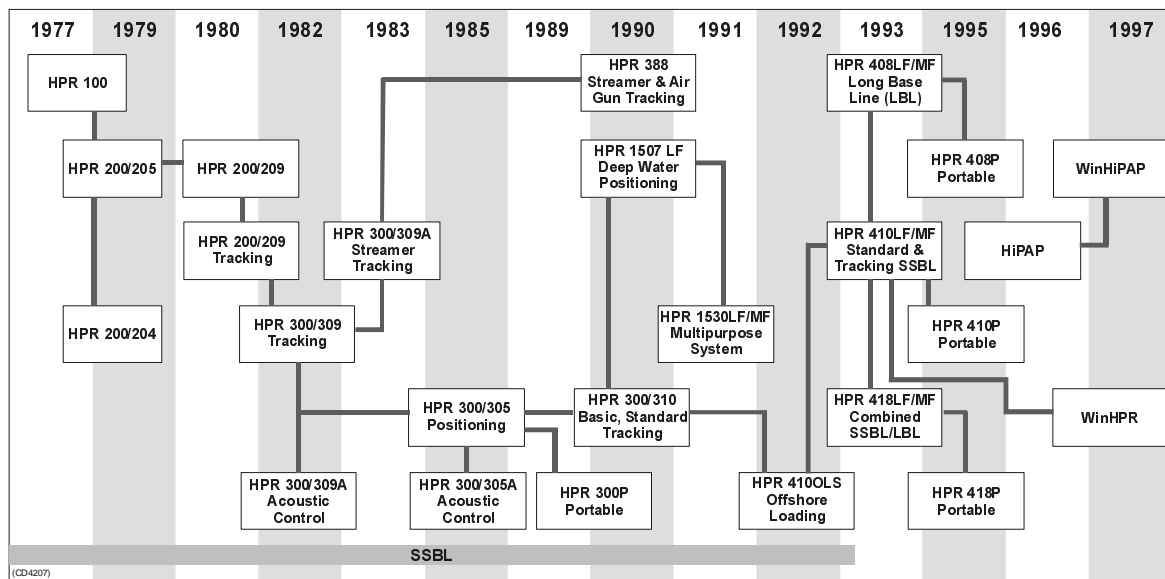 1977 1979 1980 1982 1983 1985 1989 1990 1991 1992 1993 1995 1996 1997
HPR 100
HPR 388
Streamer & Air
Gun Tracking
HPR 408LF/MF
Long Base
Line (LBL)
HPR 200/205
HPR 200/209
HPR 1507 LF
Deep Water
Positioning
HPR 408P
Portable
WinHiPAP
HPR 200/209
Tracking
HPR 300/309A
Streamer
Tracking
HPR 410LF/MF
Standard &
Tracking SSBL
HiPAP
HPR 200/204
HPR 300/309
Tracking
HPR 1530LF/MF
Multipurpose
System
HPR 410P
Portable
HPR 300/305
Positioning
HPR 300/310
Basic, Standard
Tracking
HPR 418LF/MF
Combined
SSBL/LBL
WinHPR
HPR 300/309A
Acoustic
Control
HPR 300/305A
Acoustic
Control
HPR 300P
Portable
HPR 410OLS
Offshore
Loading
HPR 418P
Portable
SSBL
(CD4207)